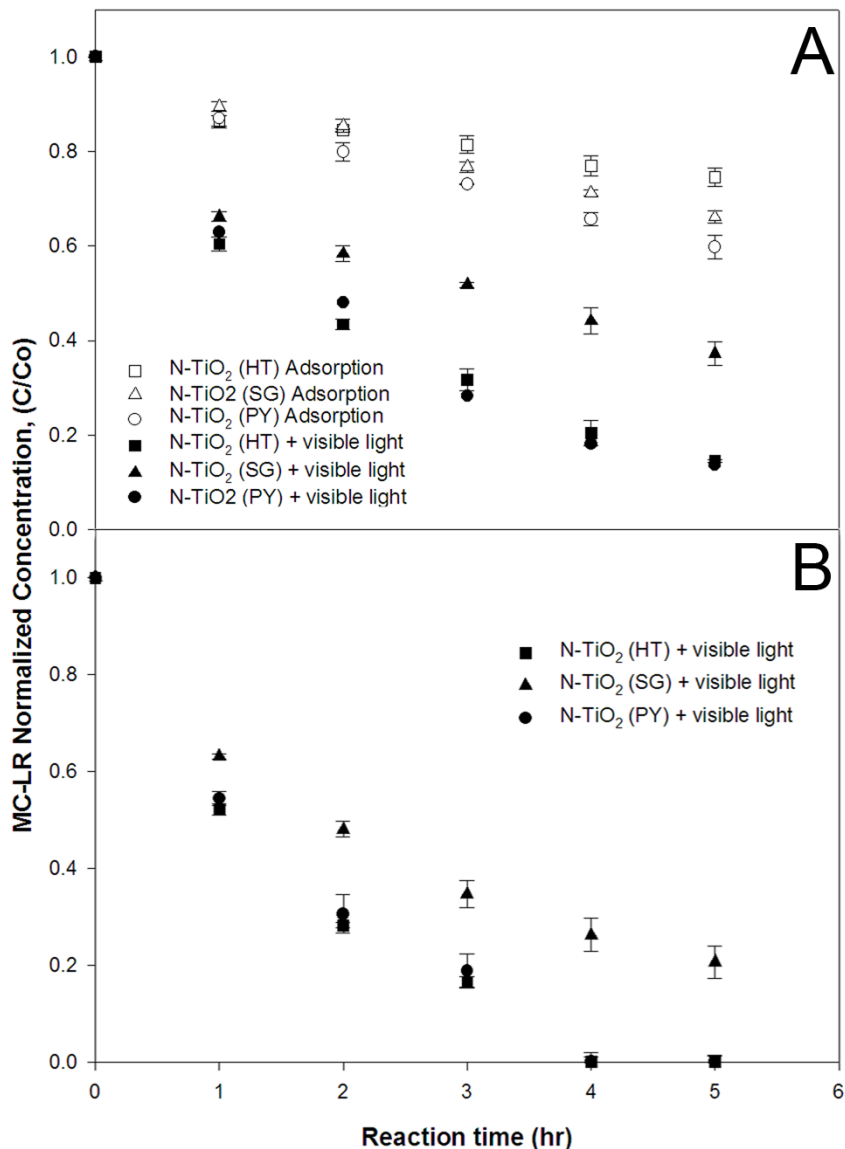 A
1.0
0.8
0.6
0.4
0.2
0.0
N-TiO₂ (HT) Adsorption
N-TiO2 (SG) Adsorption
N-TiO₂ (PY) Adsorption
N-TiO₂ (HT) + visible light
N-TiO₂ (SG) + visible light
N-TiO2 (PY) + visible light
MC-LR Normalized Concentration, (C/Co)
B
1.0
0.8
0.6
0.4
0.2
0.0
N-TiO₂ (HT) + visible light
N-TiO₂ (SG) + visible light
N-TiO₂ (PY) + visible light
0 1 2 3 4 5 6
Reaction time (hr)